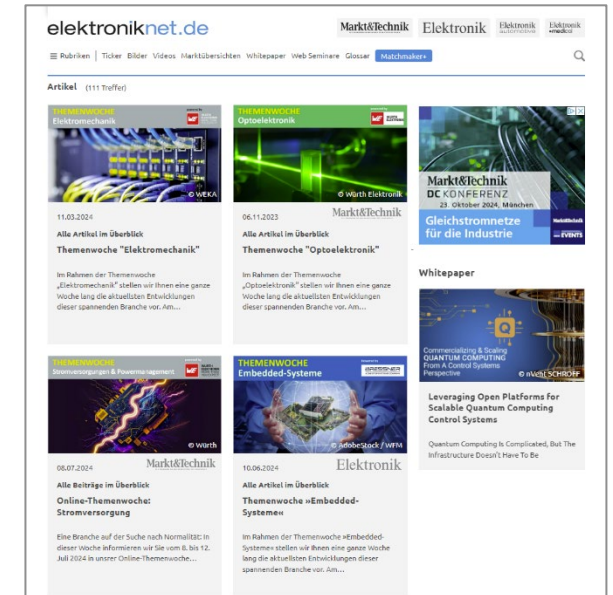 elektroniknet.de
Markt&Technik Elektronik Elektronik automotive Elektronik medical
Rubriken | Ticker Bilder Videos Marktübersichten Whitepaper Web Seminare Glossar Matchmaker+
Artikel (111 Treffer)
THEMENWOCHE
Elektromechanik
© WEKA
11.03.2024
Alle Artikel im Überblick
Themenwoche "Elektromechanik"
Im Rahmen der Themenwoche
„Elektromechanik" stellen wir Ihnen eine ganze
Woche lang die aktuellsten Entwicklungen
dieser spannenden Branche vor. Am...
THEMENWOCHE
Optoelektronik
© Würth Elektronik
06.11.2023 Markt&Technik
Alle Artikel im Überblick
Themenwoche "Optoelektronik"
Im Rahmen der Themenwoche
„Optoelektronik" stellen wir Ihnen eine ganze
Woche lang die aktuellsten Entwicklungen
dieser spannenden Branche vor. Am...
Markt&Technik
DC KONFERENZ
23. Oktober 2024, München
Gleichstromnetze
für die Industrie
Markt&Technik
EVENTS
Whitepaper
Commercializing & Scaling
QUANTUM COMPUTING
From A Control Systems
Perspective
© nVent SCHROFF
Leveraging Open Platforms for
Scalable Quantum Computing
Control Systems
Quantum Computing Is Complicated, But The
Infrastructure Doesn't Have To Be
THEMENWOCHE
Stromversorgungen & Powermanagement
© Würth
08.07.2024 Markt&Technik
Alle Beiträge im Überblick
Online-Themenwoche:
Stromversorgung
Eine Branche auf der Suche nach Normalität: In
dieser Woche informieren wir Sie vom 8. bis 12.
Juli 2024 in unsrer Online-Themenwoche...
THEMENWOCHE
Embedded-Systeme
BRESSNER
© AdobeStock / WFM
10.06.2024 Elektronik
Alle Artikel im Überblick
Themenwoche »Embedded-
Systeme«
Im Rahmen der Themenwoche »Embedded-
Systeme« stellen wir Ihnen eine ganze Woche
lang die aktuellsten Entwicklungen dieser
spannenden Branche vor. Am...